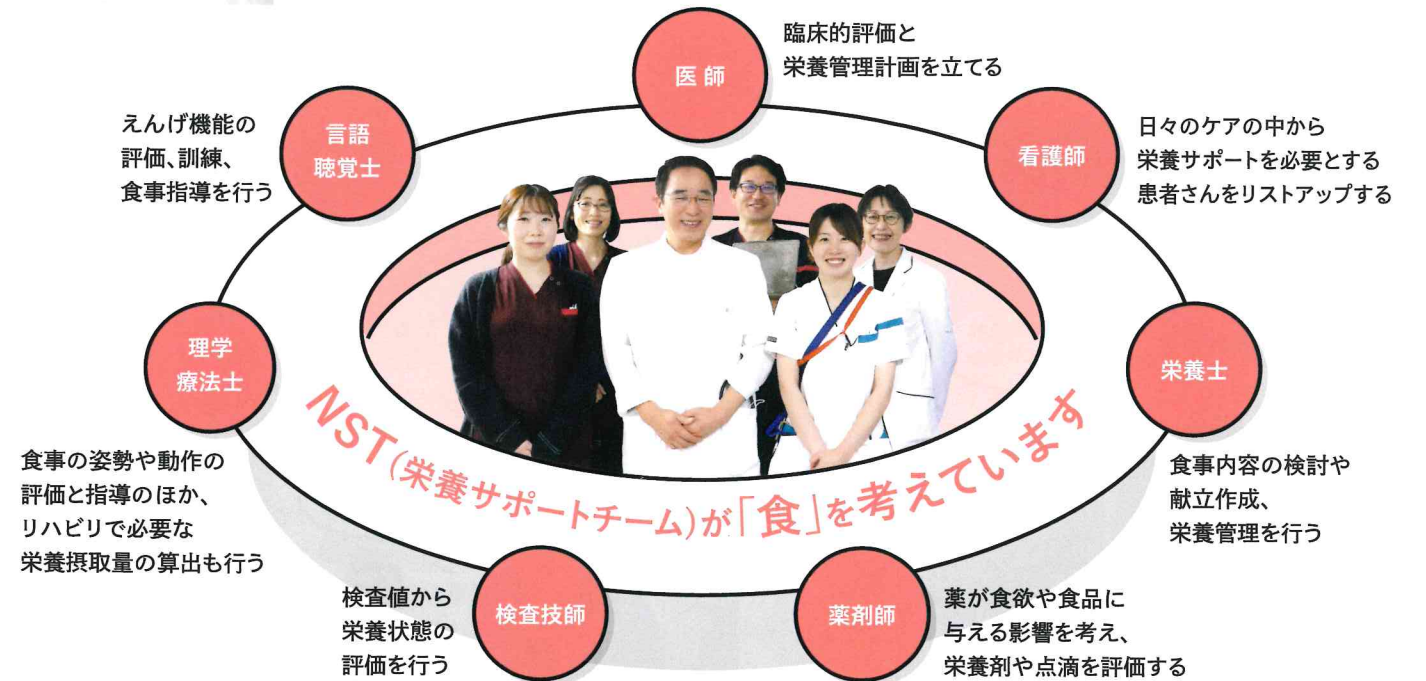 医師
臨床的評価と
栄養管理計画を立てる
看護師
日々のケアの中から
栄養サポートを必要とする
患者さんをリストアップする
栄養士
食事内容の検討や
献立作成、
栄養管理を行う
薬剤師
薬が食欲や食品に
与える影響を考え、
栄養剤や点滴を評価する
検査技師
検査値から
栄養状態の
評価を行う
理学
療法士
食事の姿勢や動作の
評価と指導のほか、
リハビリで必要な
栄養摂取量の算出も行う
言語
聴覚士
えんげ機能の
評価、訓練、
食事指導を行う
NST(栄養サポートチーム)が「食」を考えています